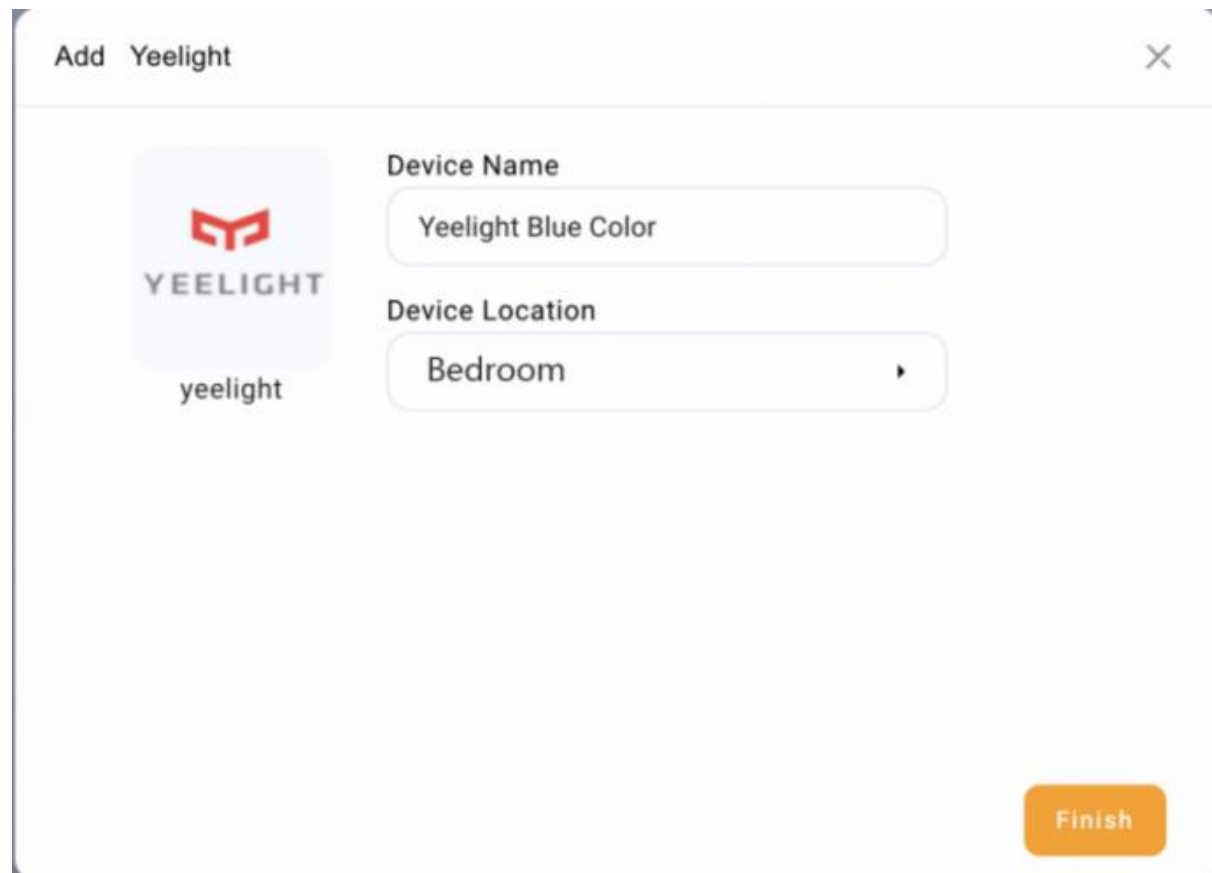 Add Yeelight
Device Name
Yeelight Blue Color
YEELIGHT
Device Location
Bedroom
yeelight
Finish